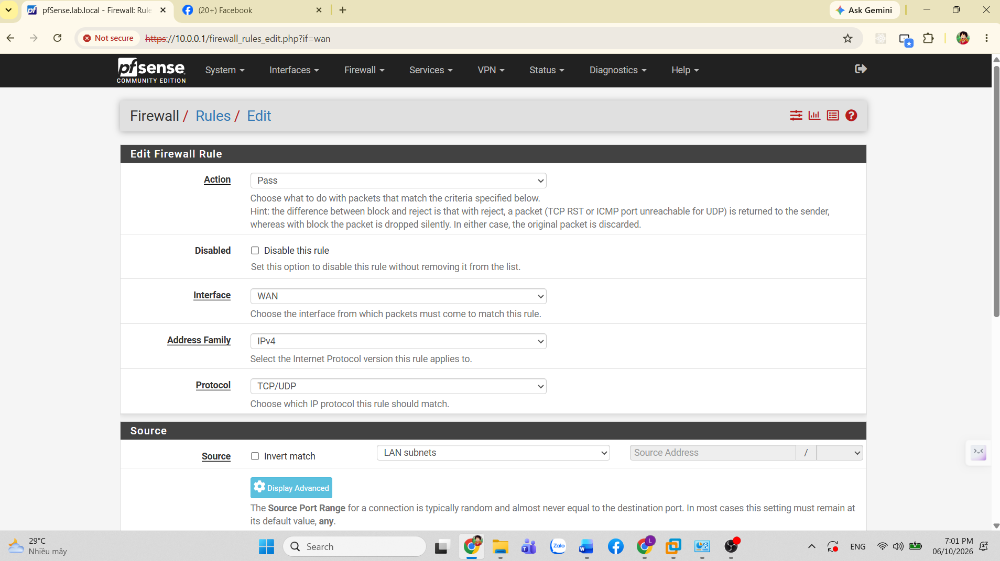 pfSense.lab.local - Firewall: Rule
(20+) Facebook
Ask Gemini
Not secure
https://10.0.0.1/firewall_rules_edit.php?if=wan
pfsense
COMMUNITY EDITION
System
Interfaces
Firewall
Services
VPN
Status
Diagnostics
Help
Firewall / Rules / Edit
Edit Firewall Rule
Action
Pass
Choose what to do with packets that match the criteria specified below.
Hint: the difference between block and reject is that with reject, a packet (TCP RST or ICMP port unreachable for UDP) is returned to the sender,
whereas with block the packet is dropped silently. In either case, the original packet is discarded.
Disabled
Disable this rule
Set this option to disable this rule without removing it from the list.
Interface
WAN
Choose the interface from which packets must come to match this rule.
Address Family
IPv4
Select the Internet Protocol version this rule applies to.
Protocol
TCP/UDP
Choose which IP protocol this rule should match.
Source
Source
Invert match
LAN subnets
Source Address
/
Display Advanced
The Source Port Range for a connection is typically random and almost never equal to the destination port. In most cases this setting must remain at
its default value, any.
29°C
Nhiều mây
Search
Zalo
L
ENG
7:01 PM
06/10/2026